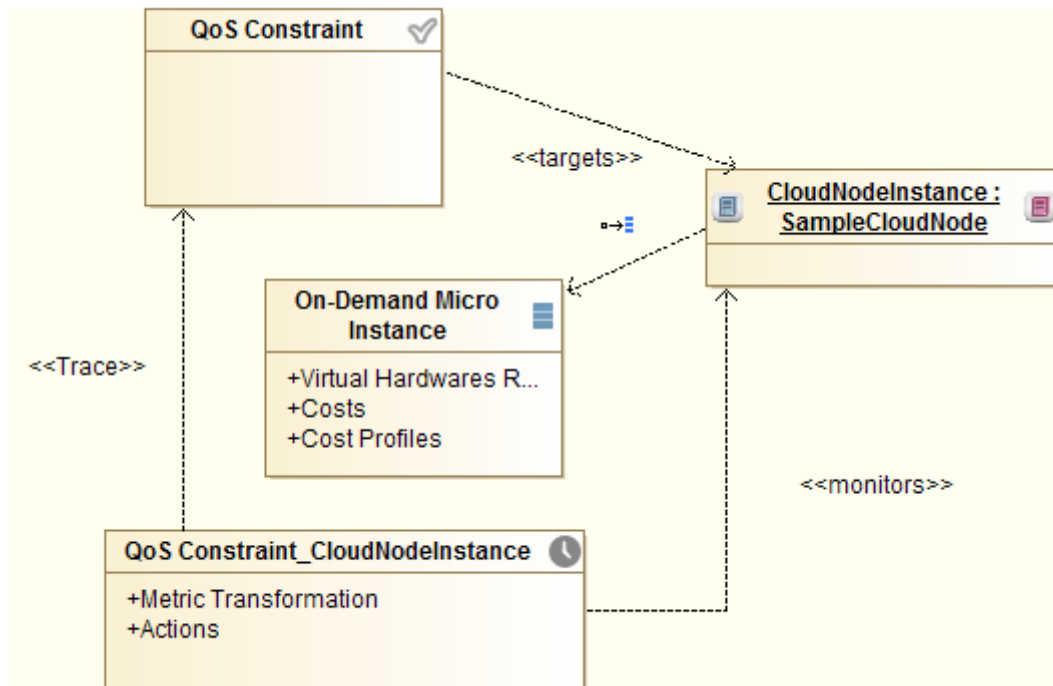 QoS Constraint
<<targets>>
CloudNodeInstance :
SampleCloudNode
On-Demand Micro
Instance
+Virtual Hardwares R...
+Costs
+Cost Profiles
<<Trace>>
<<monitors>>
QoS Constraint_CloudNodeInstance
+Metric Transformation
+Actions